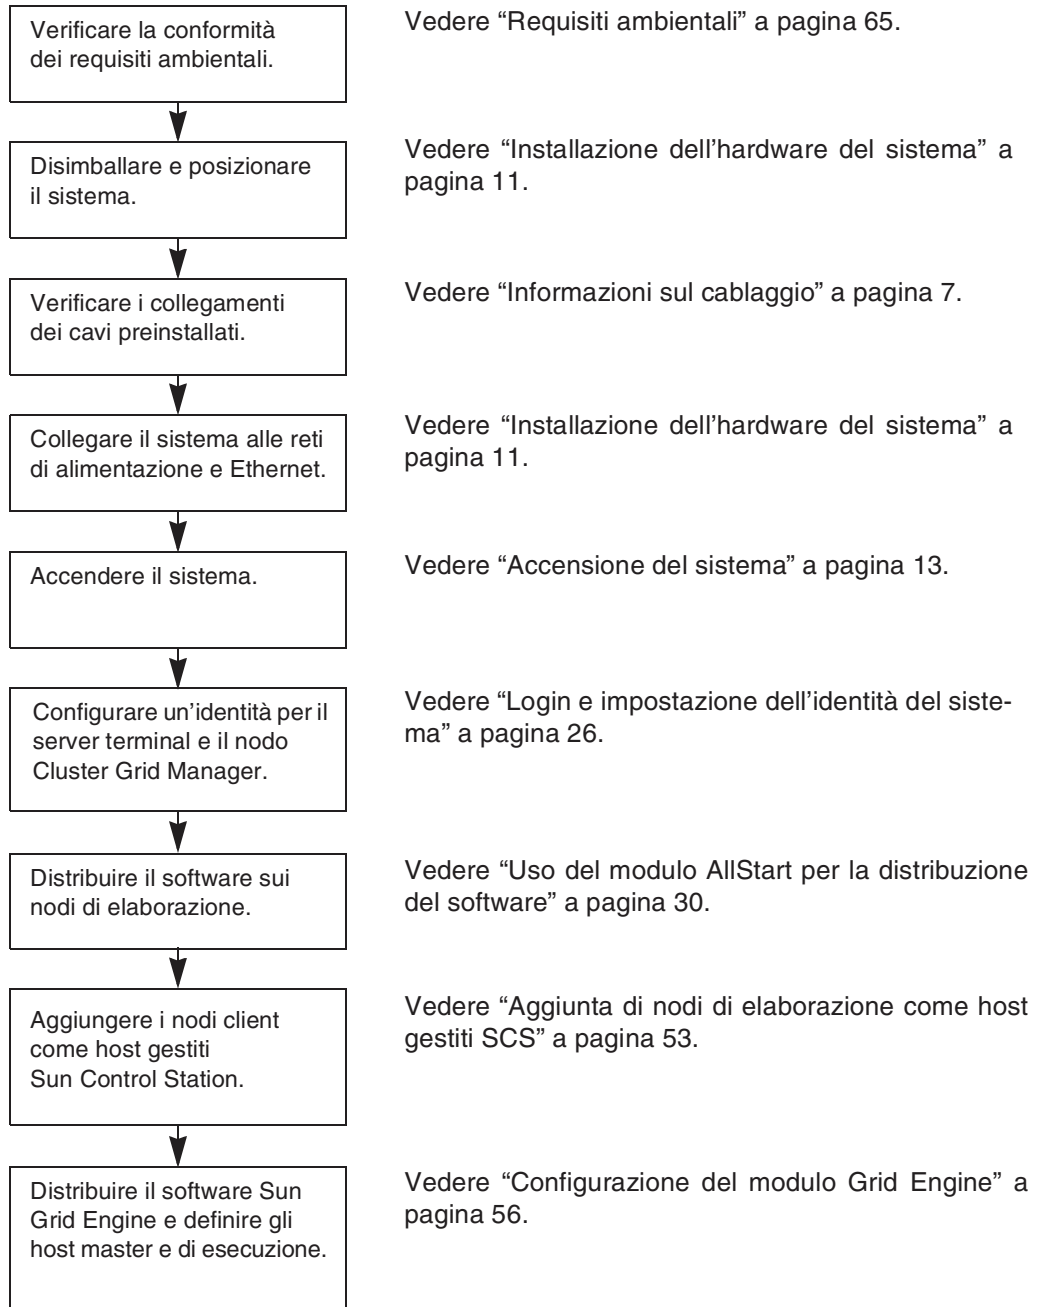 Verificare la conformità
dei requisiti ambientali.
Vedere “Requisiti ambientali” a pagina 65.
Disimballare e posizionare
il sistema.
Vedere “Installazione dell’hardware del sistema” a
pagina 11.
Verificare i collegamenti
dei cavi preinstallati.
Vedere “Informazioni sul cablaggio” a pagina 7.
Collegare il sistema alle reti
di alimentazione e Ethernet.
Vedere “Installazione dell’hardware del sistema” a
pagina 11.
Accendere il sistema.
Vedere “Accensione del sistema” a pagina 13.
Configurare un’identità per il
server terminal e il nodo
Cluster Grid Manager.
Vedere “Login e impostazione dell’identità del siste-
ma” a pagina 26.
Distribuire il software sui
nodi di elaborazione.
Vedere “Uso del modulo AllStart per la distribuzione
del software” a pagina 30.
Aggiungere i nodi client
come host gestiti
Sun Control Station.
Vedere “Aggiunta di nodi di elaborazione come host
gestiti SCS” a pagina 53.
Distribuire il software Sun
Grid Engine e definire gli
host master e di esecuzione.
Vedere “Configurazione del modulo Grid Engine” a
pagina 56.